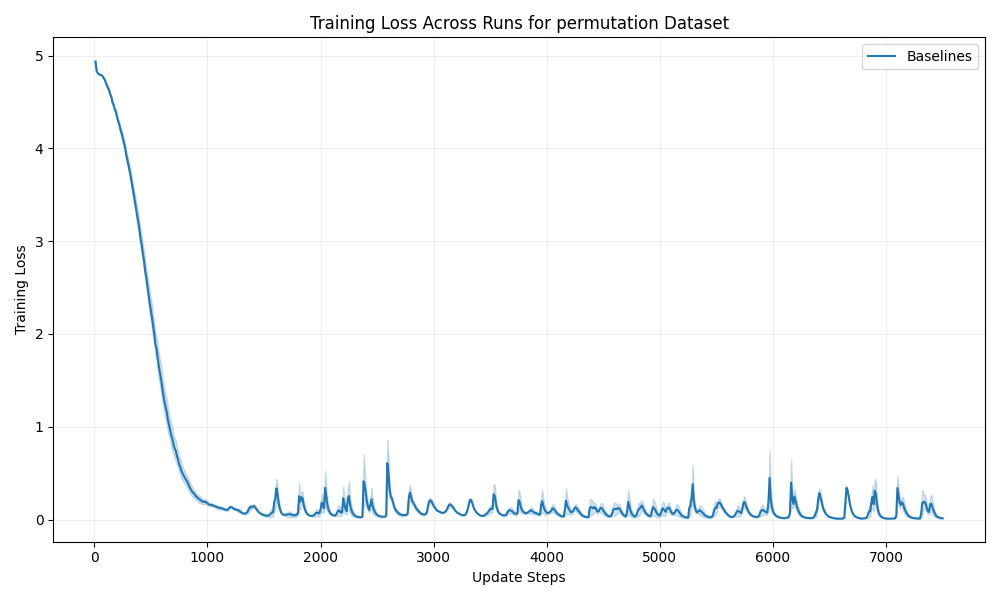 Training Loss Across Runs for permutation Dataset
Baselines
Training Loss
5
4
3
2
1
0
0 1000 2000 3000 4000 5000 6000 7000
Update Steps